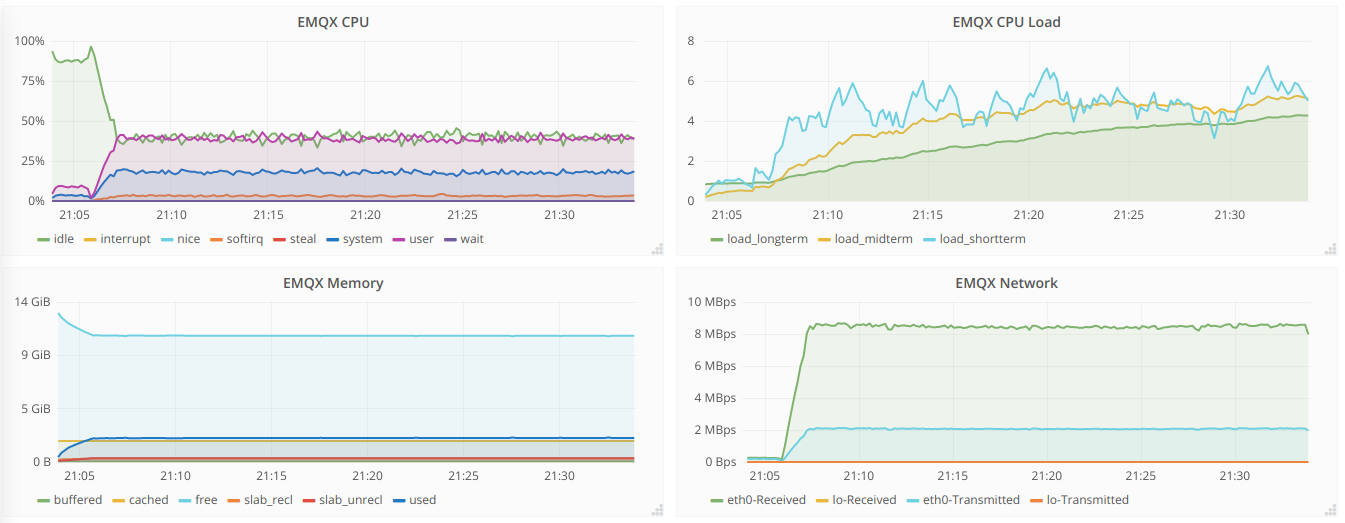 EMQX CPU
100%
75%
50%
25%
0%
21:05 21:10 21:15 21:20 21:25 21:30
idle interrupt nice softirq steal system user wait
EMQX CPU Load
8
6
4
2
0
21:05 21:10 21:15 21:20 21:25 21:30
load_longterm load_midterm load_shortterm
EMQX Memory
14 GiB
9 GiB
5 GiB
0 B
21:05 21:10 21:15 21:20 21:25 21:30
buffered cached free slab_recl slab_unrecl used
EMQX Network
10 MBps
8 MBps
6 MBps
4 MBps
2 MBps
0 Bps
21:05 21:10 21:15 21:20 21:25 21:30
eth0-Received lo-Received eth0-Transmitted lo-Transmitted